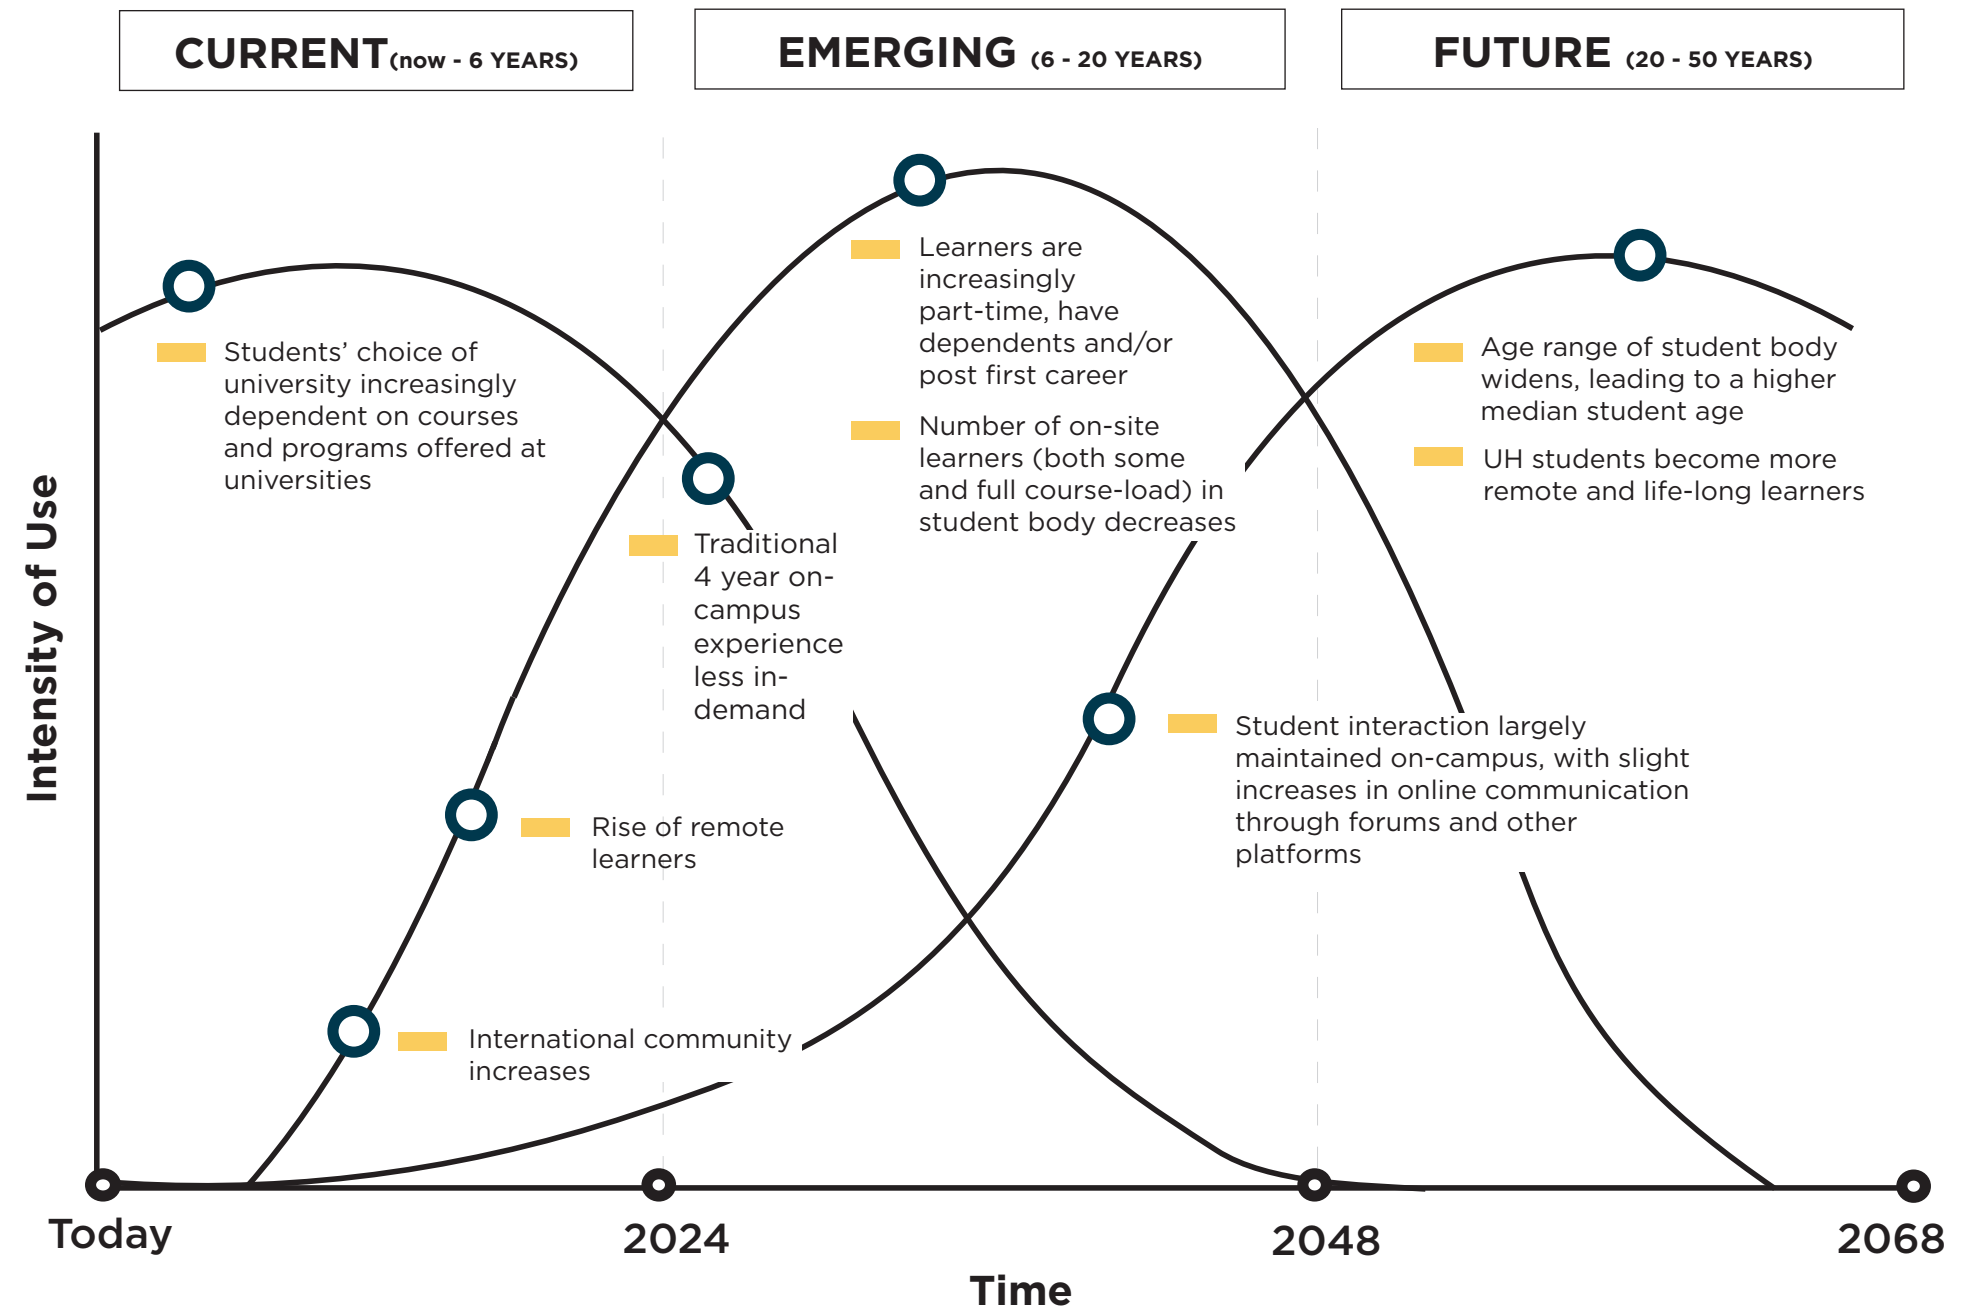 CURRENT (now - 6 YEARS)
EMERGING (6 - 20 YEARS)
FUTURE (20 - 50 YEARS)
Intensity of Use
Students’ choice of
university increasingly
dependent on courses
and programs offered at
universities
Traditional
4 year on-
campus
experience
less in-
demand
Rise of remote
learners
International community
increases
Learners are
increasingly
part-time, have
dependents and/or
post first career
Number of on-site
learners (both some
and full course-load) in
student body decreases
Student interaction largely
maintained on-campus, with slight
increases in online communication
through forums and other
platforms
Age range of student body
widens, leading to a higher
median student age
UH students become more
remote and life-long learners
Today
2024
2048
2068
Time